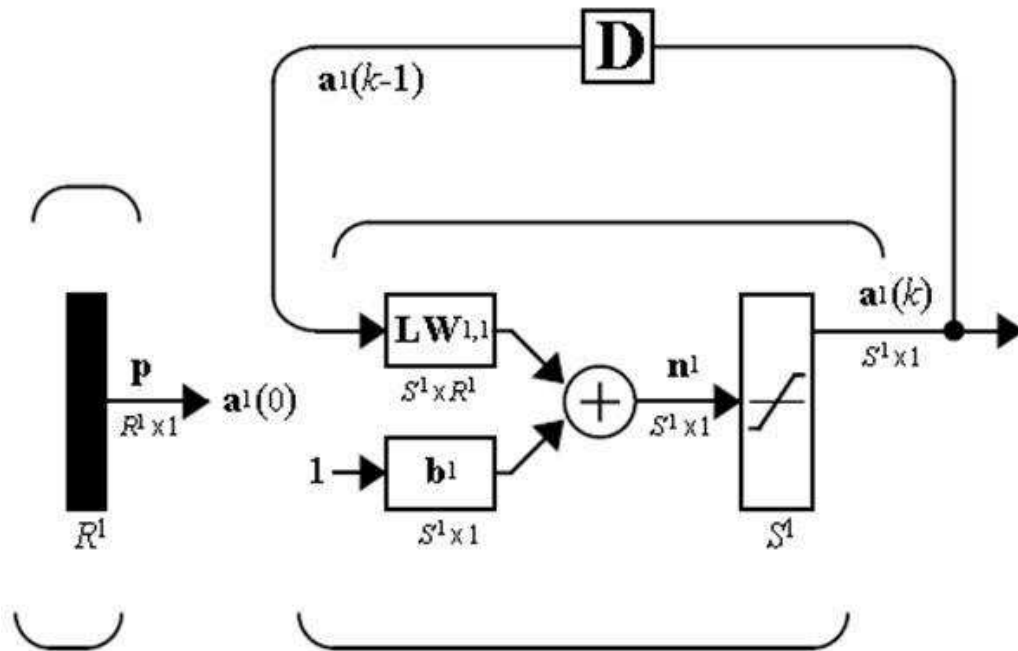 D
a1(k-1)
a1(k)
LW1,1
p
n1
S1x1
R1x1
a1(0)
S1xR1
S1x1
1
b1
R1
S1x1
S1